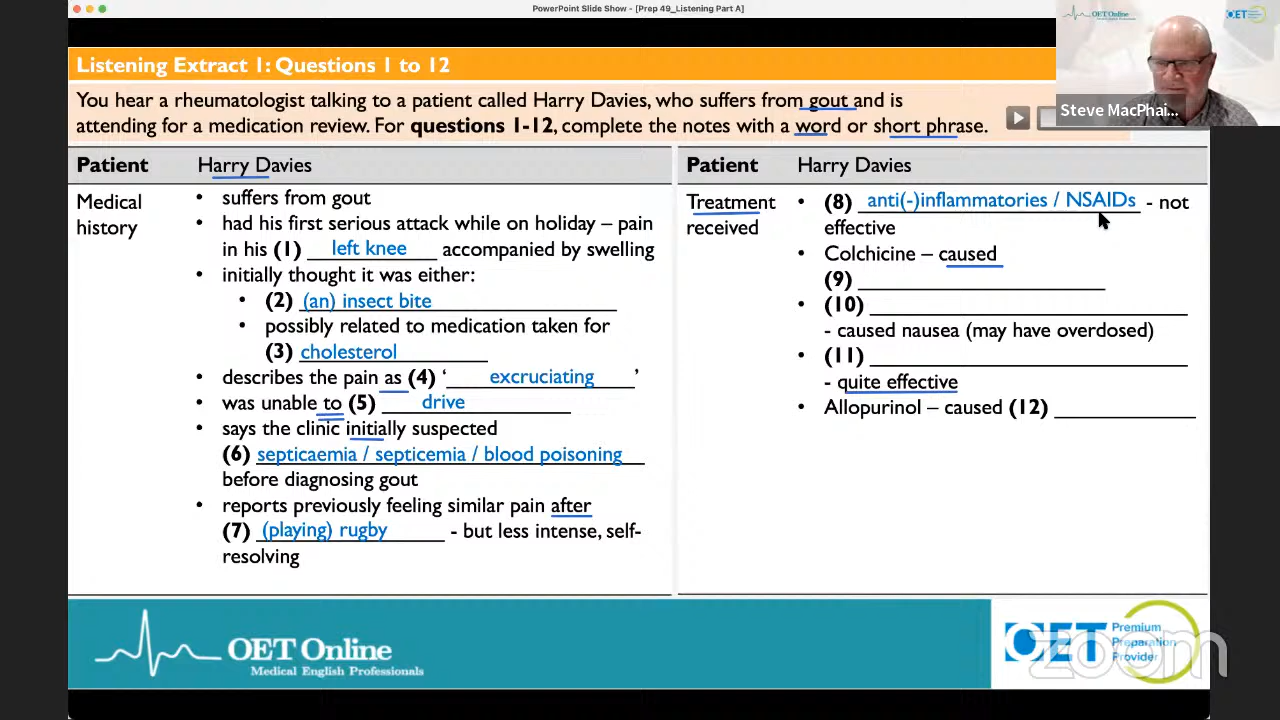 PowerPoint Slide Show - [Prep 49_Listening Part A]
OET Online
OET
Listening Extract 1: Questions 1 to 12
You hear a rheumatologist talking to a patient called Harry Davies, who suffers from gout and is
attending for a medication review. For questions 1-12, complete the notes with a word or short phrase.
Steve MacPhai...
Patient Harry Davies
Medical history
• suffers from gout
• had his first serious attack while on holiday – pain
in his (1) left knee accompanied by swelling
• initially thought it was either:
• (2) (an) insect bite
• possibly related to medication taken for
(3) cholesterol
• describes the pain as (4) ‘ excruciating ’
• was unable to (5) drive
• says the clinic initially suspected
(6) septicaemia / septicemia / blood poisoning
before diagnosing gout
• reports previously feeling similar pain after
(7) (playing) rugby - but less intense, self-
resolving
Patient Harry Davies
Treatment received
• (8) anti(-)inflammatories / NSAIDs - not
effective
• Colchicine – caused
(9)
• (10)
- caused nausea (may have overdosed)
• (11)
- quite effective
• Allopurinol – caused (12)
OET Online
Medical English Professionals
OET Premium
Preparation
Provider
zoom